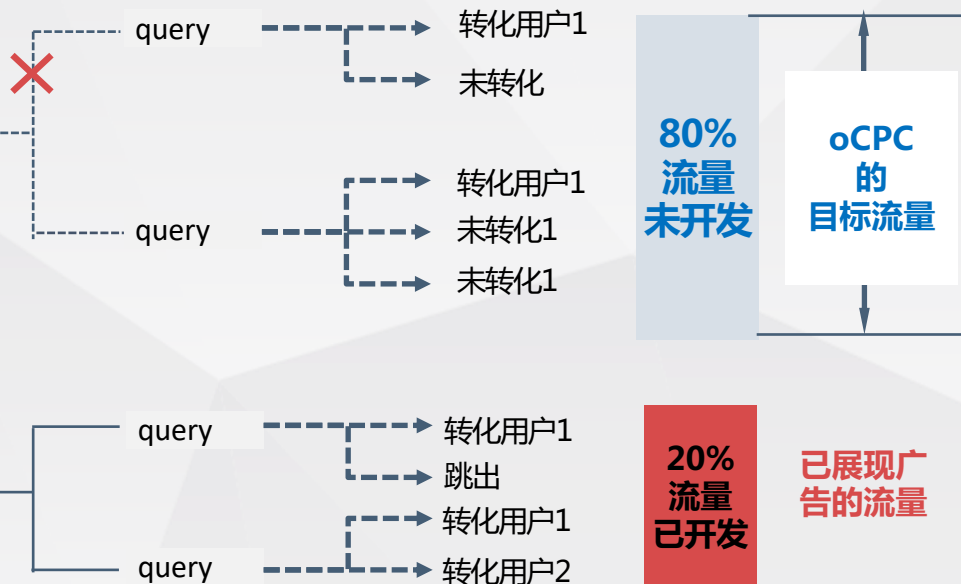 query
转化用户1
未转化
query
转化用户1
未转化1
未转化1
80%
流量
未开发
oCPC
的
目标流量
query
转化用户1
跳出
query
转化用户1
转化用户2
20%
流量
已开发
已展现广
告的流量